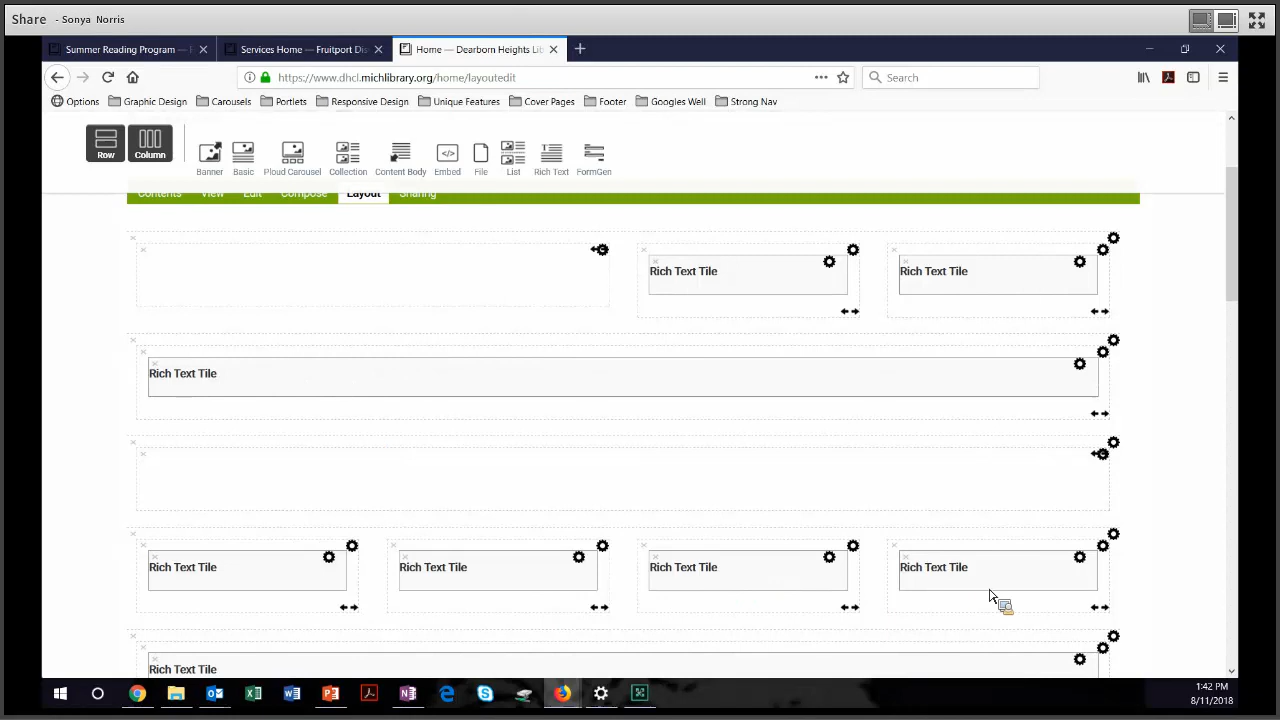 Share - Sonya Norris
Summer Reading Program —
Services Home — Fruitport Dis
Home — Dearborn Heights Lib
https://www.dhcl.michlibrary.org/home/layoutedit
Search
Options Graphic Design Carousels Portlets Responsive Design Unique Features Cover Pages Footer Googles Well Strong Nav
Row Column Banner Basic Ploud Carousel Collection Content Body Embed File List Rich Text FormGen
Contents View Edit Compose Layout Sharing
Rich Text Tile Rich Text Tile
Rich Text Tile
Rich Text Tile Rich Text Tile Rich Text Tile Rich Text Tile
Rich Text Tile
1:42 PM
8/11/2018